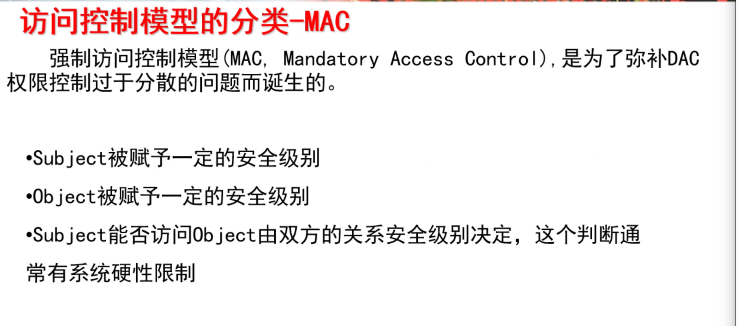 访问控制模型的分类-MAC
强制访问控制模型(MAC, Mandatory Access Control),是为了弥补DAC
权限控制过于分散的问题而诞生的。
•Subject被赋予一定的安全级别
•Object被赋予一定的安全级别
•Subject能否访问Object由双方的关系安全级别决定，这个判断通
常有系统硬性限制